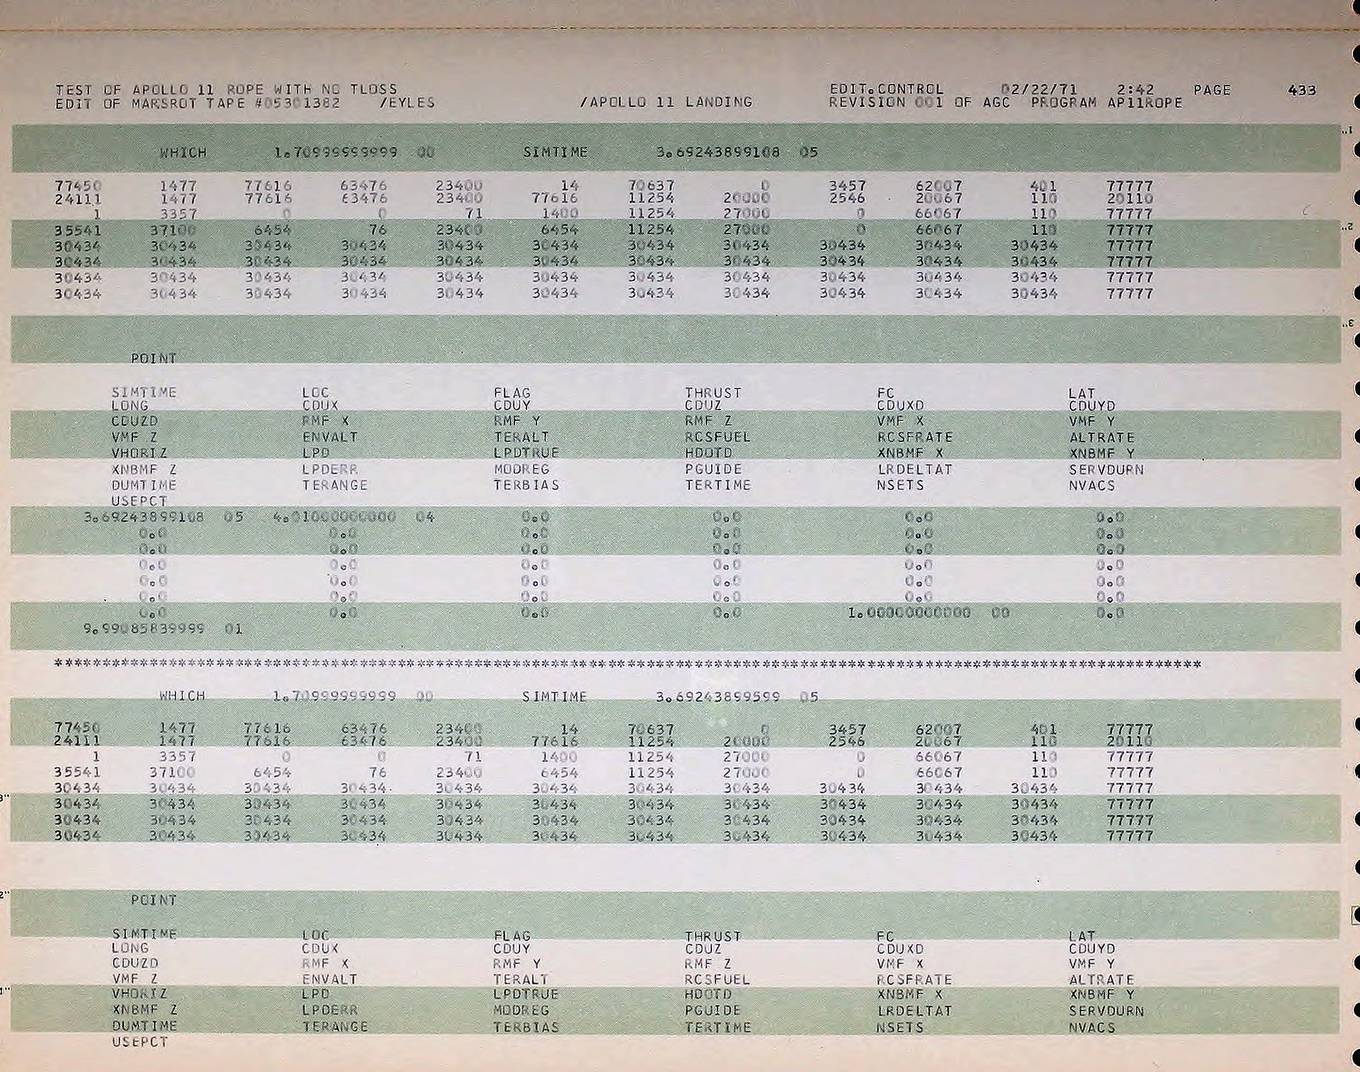 TEST OF APOLLO 11 ROPE WITH NO TLOSS EDIT.CONTROL 02/22/71 2:42 PAGE 433
EDIT OF MARSROT TAPE #05301382 /EYLES /APOLLO 11 LANDING REVISION 001 OF AGC PROGRAM AP11ROPE
WHICH 1.70999999999 00 SIMTIME 3.69243899108 05
77450 1477 77616 63476 23400 14 70637 0 3457 62007 401 77777
24111 1477 77616 63476 23400 77616 11254 20000 2546 20067 110 20110
1 3357 0 0 71 1400 11254 27000 0 66067 110 77777
35541 37100 6454 76 23400 6454 11254 27000 0 66067 110 77777
30434 30434 30434 30434 30434 30434 30434 30434 30434 30434 30434 77777
30434 30434 30434 30434 30434 30434 30434 30434 30434 30434 30434 77777
30434 30434 30434 30434 30434 30434 30434 30434 30434 30434 30434 77777
30434 30434 30434 30434 30434 30434 30434 30434 30434 30434 30434 77777
POINT
SIMTIME LOC FLAG THRUST FC LAT
LONG CDUX CDUY CDUZ CDUXD CDUYD
CDUZD RMF X RMF Y RMF Z VMF X VMF Y
VMF Z ENVALT TERALT RCSFUEL RCSFRATE ALTRATE
VHORIZ LPD LPDTRUE HDOTD XNBMF X XNBMF Y
XNBMF Z LPDERR MODREG PGUIDE LRDELTAT SERVDURN
DUMTIME TERANGE TERBIAS TERTIME NSETS NVACS
USEPCT
3.69243899108 05 4.01000000000 04 0.0 0.0 0.0 0.0
0.0 0.0 0.0 0.0 0.0 0.0
0.0 0.0 0.0 0.0 0.0 0.0
0.0 0.0 0.0 0.0 0.0 0.0
0.0 0.0 0.0 0.0 0.0 0.0
0.0 0.0 0.0 0.0 0.0 0.0
0.0 0.0 0.0 0.0 1.00000000000 00 0.0
9.99085839999 01
************************************************************************************************************************
WHICH 1.70999999999 00 SIMTIME 3.69243899599 05
77450 1477 77616 63476 23400 14 70637 0 3457 62007 401 77777
24111 1477 77616 63476 23400 77616 11254 20000 2546 20067 110 20110
1 3357 0 0 71 1400 11254 27000 0 66067 110 77777
35541 37100 6454 76 23400 6454 11254 27000 0 66067 110 77777
30434 30434 30434 30434 30434 30434 30434 30434 30434 30434 30434 77777
30434 30434 30434 30434 30434 30434 30434 30434 30434 30434 30434 77777
30434 30434 30434 30434 30434 30434 30434 30434 30434 30434 30434 77777
30434 30434 30434 30434 30434 30434 30434 30434 30434 30434 30434 77777
POINT
SIMTIME LOC FLAG THRUST FC LAT
LONG CDUX CDUY CDUZ CDUXD CDUYD
CDUZD RMF X RMF Y RMF Z VMF X VMF Y
VMF Z ENVALT TERALT RCSFUEL RCSFRATE ALTRATE
VHORIZ LPD LPDTRUE HDOTD XNBMF X XNBMF Y
XNBMF Z LPDERR MODREG PGUIDE LRDELTAT SERVDURN
DUMTIME TERANGE TERBIAS TERTIME NSETS NVACS
USEPCT